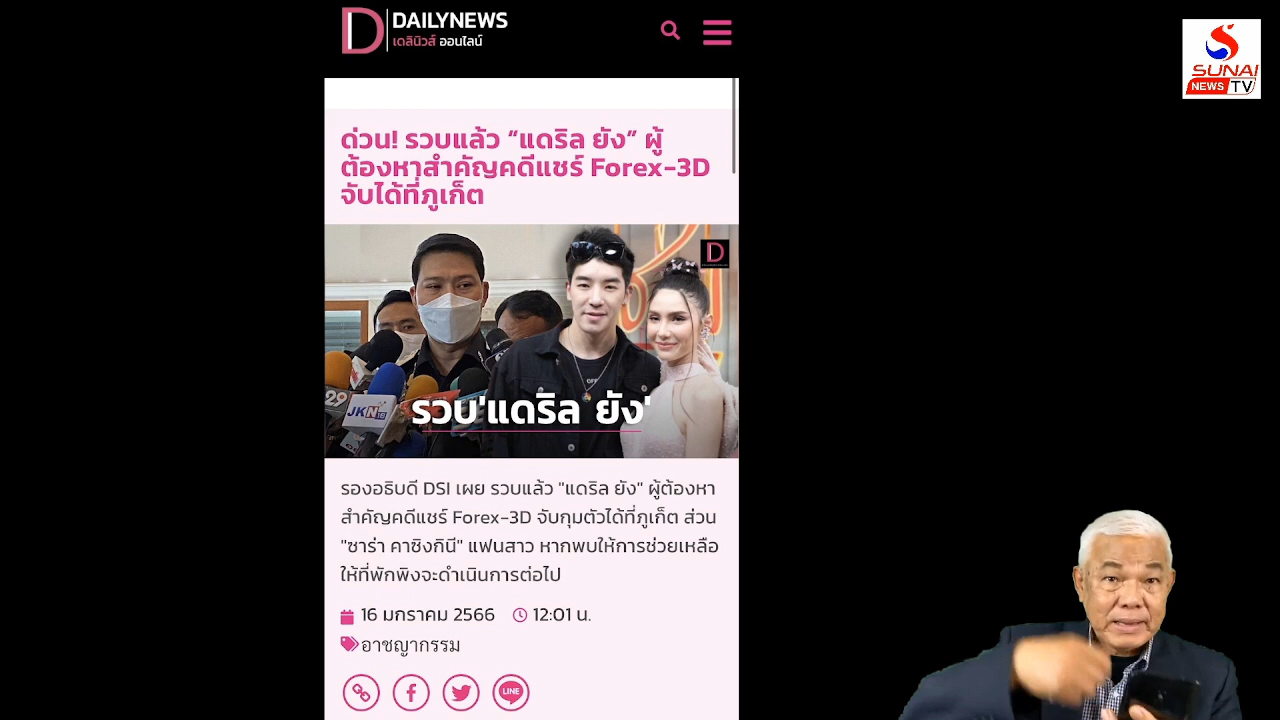 DAILYNEWS
เดลินิวส์ ออนไลน์
SUNAI
NEWS TV
ด่วน! รวบแล้ว “แดริล ยัง” ผู้
ต้องหาสำคัญคดีแชร์ Forex-3D
จับได้ที่ภูเก็ต
29
JKN18
OFF
รวบ'แดริล ยัง'
รองอธิบดี DSI เผย รวบแล้ว "แดริล ยัง" ผู้ต้องหา
สำคัญคดีแชร์ Forex-3D จับกุมตัวได้ที่ภูเก็ต ส่วน
"ซาร่า คาซิงกินี" แฟนสาว หากพบให้การช่วยเหลือ
ให้ที่พักพิงจะดำเนินการต่อไป
16 มกราคม 2566 12:01 น.
อาชญากรรม
LINE